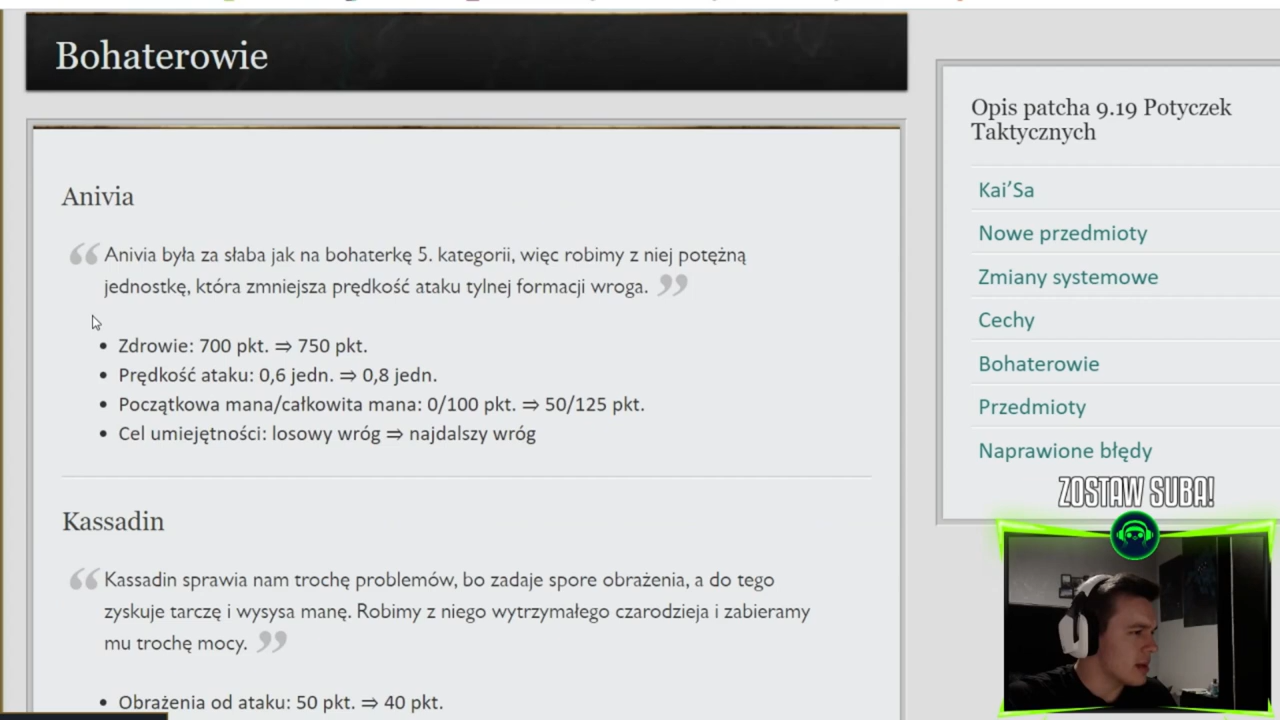 Bohaterowie
Anivia
“ Anivia była za słaba jak na bohaterkę 5. kategorii, więc robimy z niej potężną
jednostkę, która zmniejsza prędkość ataku tylnej formacji wroga. ”
• Zdrowie: 700 pkt. ⇒ 750 pkt.
• Prędkość ataku: 0,6 jedn. ⇒ 0,8 jedn.
• Początkowa mana/całkowita mana: 0/100 pkt. ⇒ 50/125 pkt.
• Cel umiejętności: losowy wróg ⇒ najdalszy wróg
Kassadin
“ Kassadin sprawia nam trochę problemów, bo zadaje spore obrażenia, a do tego
zyskuje tarczę i wysysa manę. Robimy z niego wytrzymałego czarodzieja i zabieramy
mu trochę mocy. ”
• Obrażenia od ataku: 50 pkt. ⇒ 40 pkt.
Opis patcha 9.19 Potyczek
Taktycznych
Kai’Sa
Nowe przedmioty
Zmiany systemowe
Cechy
Bohaterowie
Przedmioty
Naprawione błędy
ZOSTAW SUBA!